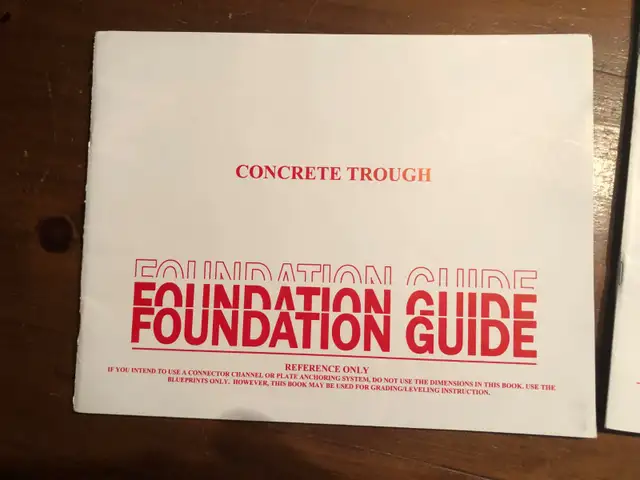 CONCRETE TROUGH
FOUNDATION GUIDE
FOUNDATION GUIDE
FOUNDATION GUIDE
REFERENCE ONLY
IF YOU INTEND TO USE A CONNECTOR CHANNEL OR PLATE ANCHORING SYSTEM, DO NOT USE THE DIMENSIONS IN THIS BOOK. USE THE
BLUEPRINTS ONLY. HOWEVER, THIS BOOK MAY BE USED FOR GRADING/LEVELING INSTRUCTION.